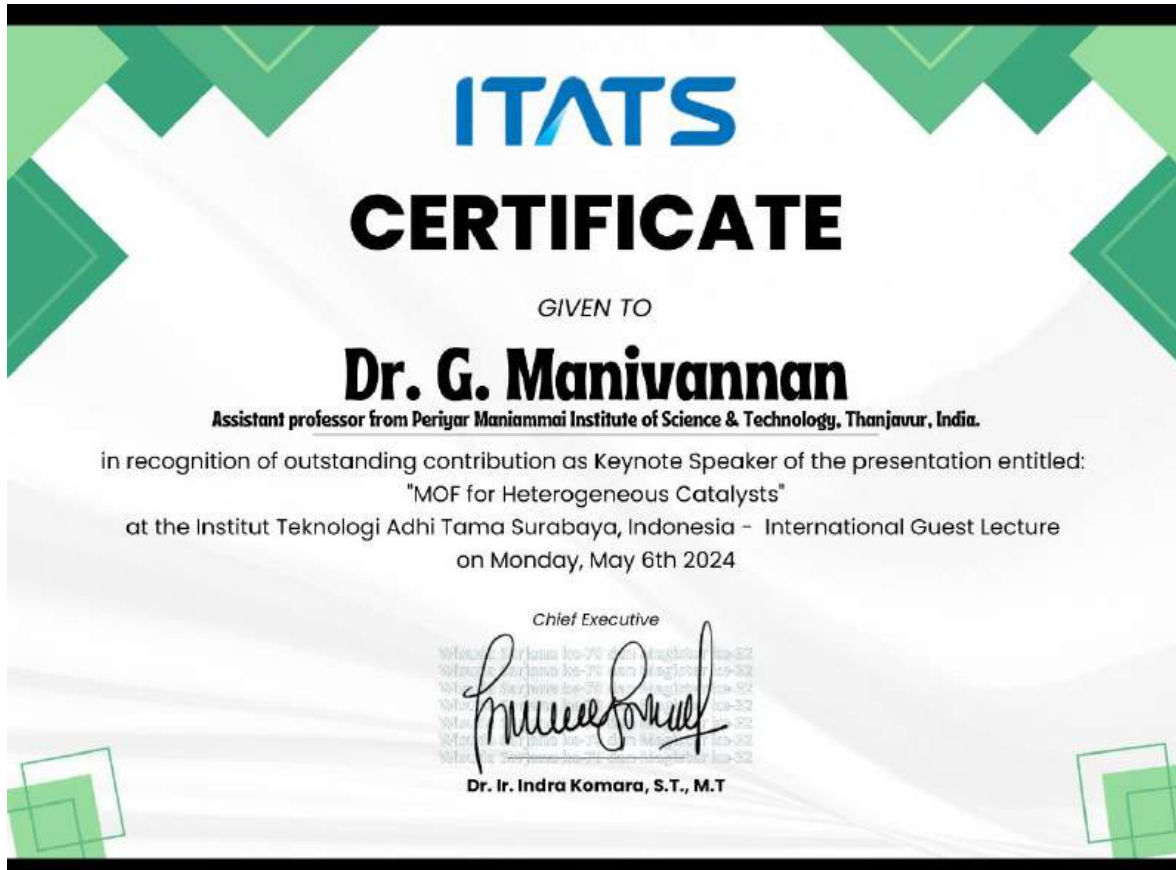 ITATS
CERTIFICATE
GIVEN TO
Dr. G. Manivannan
Assistant professor from Periyar Maniammai Institute of Science & Technology, Thanjavur, India.
in recognition of outstanding contribution as Keynote Speaker of the presentation entitled:
"MOF for Heterogeneous Catalysts"
at the Institut Teknologi Adhi Tama Surabaya, Indonesia - International Guest Lecture
on Monday, May 6th 2024
Chief Executive
Dr. Ir. Indra Komara, S.T., M.T